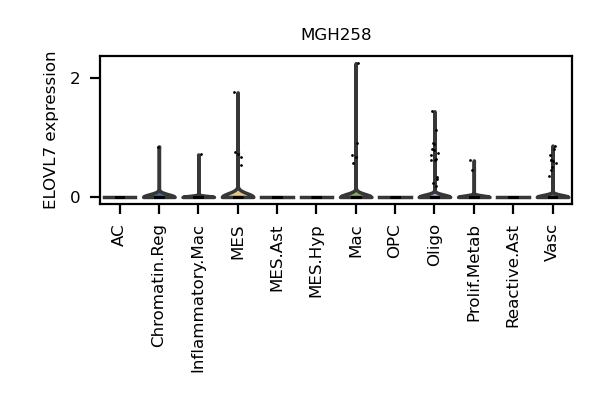 MGH258
ELOVL7 expression
2
0
AC
Chromatin.Reg
Inflammatory.Mac
MES
MES.Ast
MES.Hyp
Mac
OPC
Oligo
Prolif.Metab
Reactive.Ast
Vasc